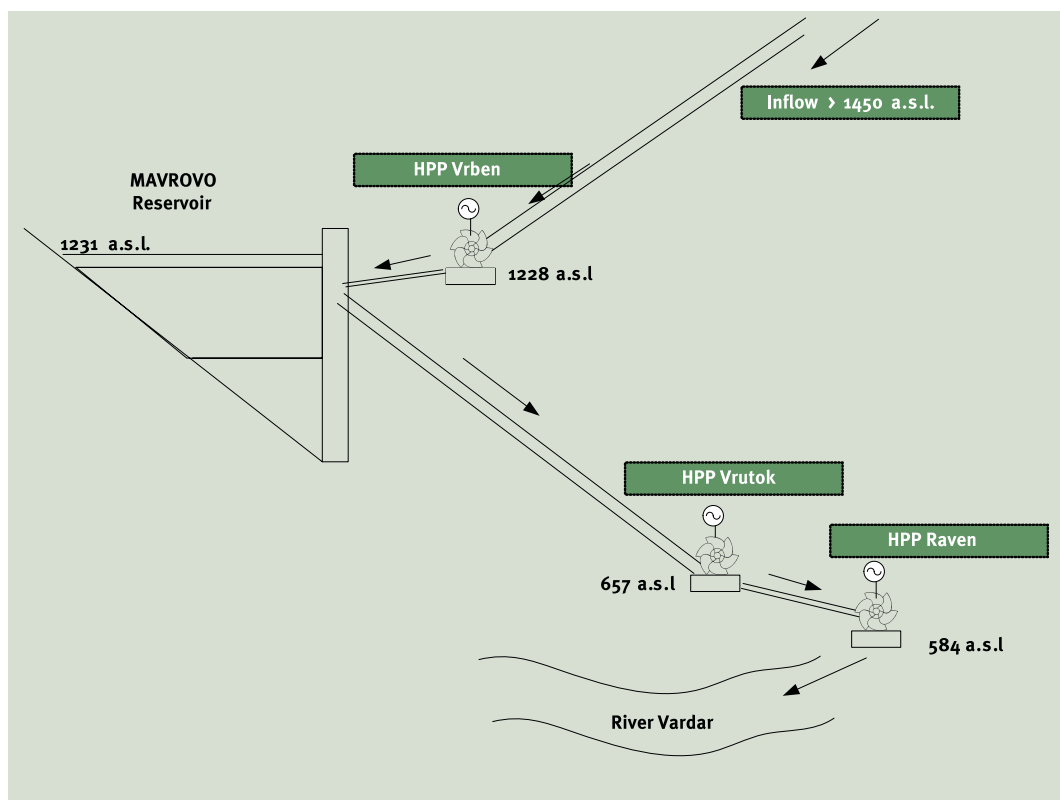 Inflow > 1450 a.s.l.
HPP Vrben
MAVROVO
Reservoir
1231 a.s.l.
1228 a.s.l
HPP Vrutok
HPP Raven
657 a.s.l
584 a.s.l
River Vardar